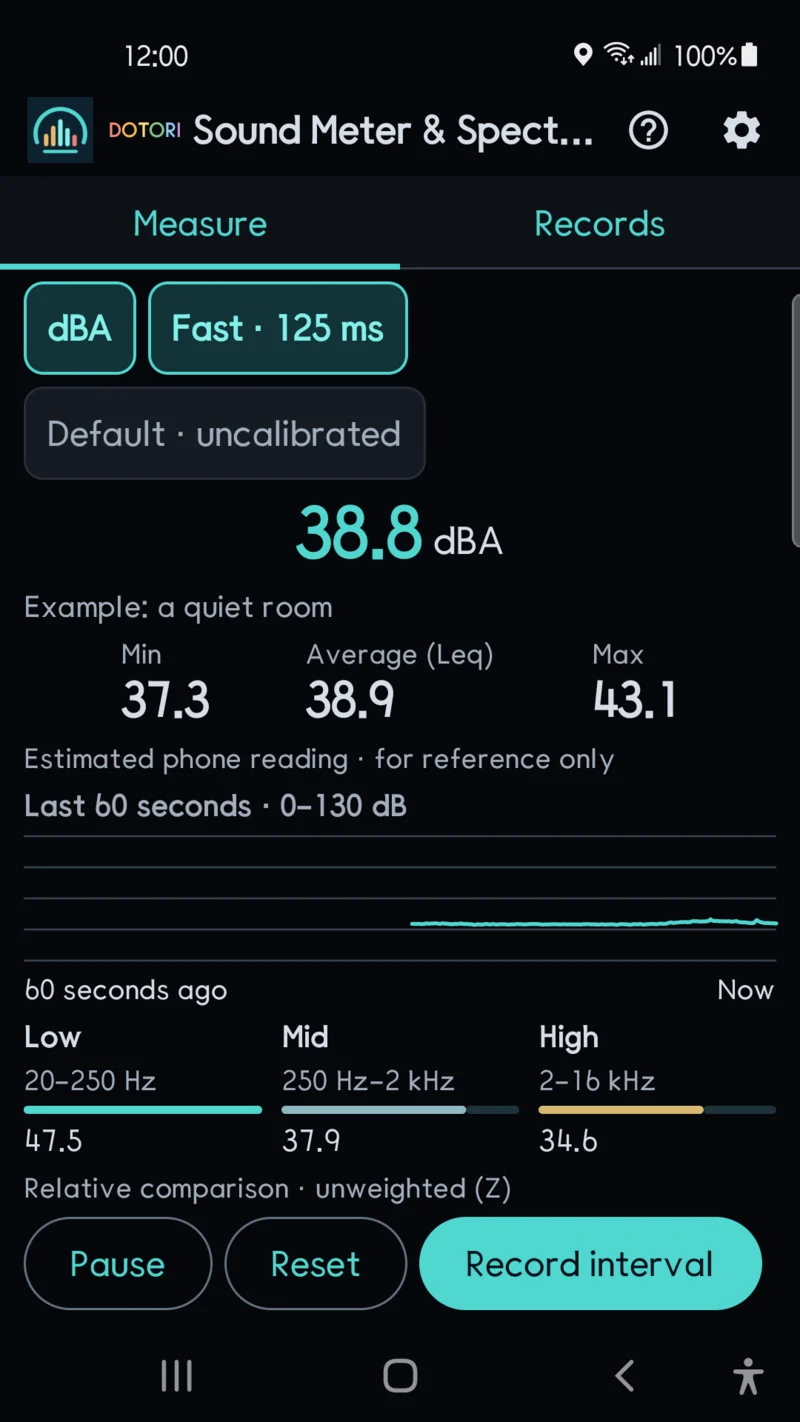 12:00 100%
DOTORI Sound Meter & Spect...
Measure Records
dBA Fast · 125 ms
Default · uncalibrated
38.8 dBA
Example: a quiet room
Min Average (Leq) Max
37.3 38.9 43.1
Estimated phone reading · for reference only
Last 60 seconds · 0–130 dB
60 seconds ago Now
Low Mid High
20–250 Hz 250 Hz–2 kHz 2–16 kHz
47.5 37.9 34.6
Relative comparison · unweighted (Z)
Pause Reset Record interval